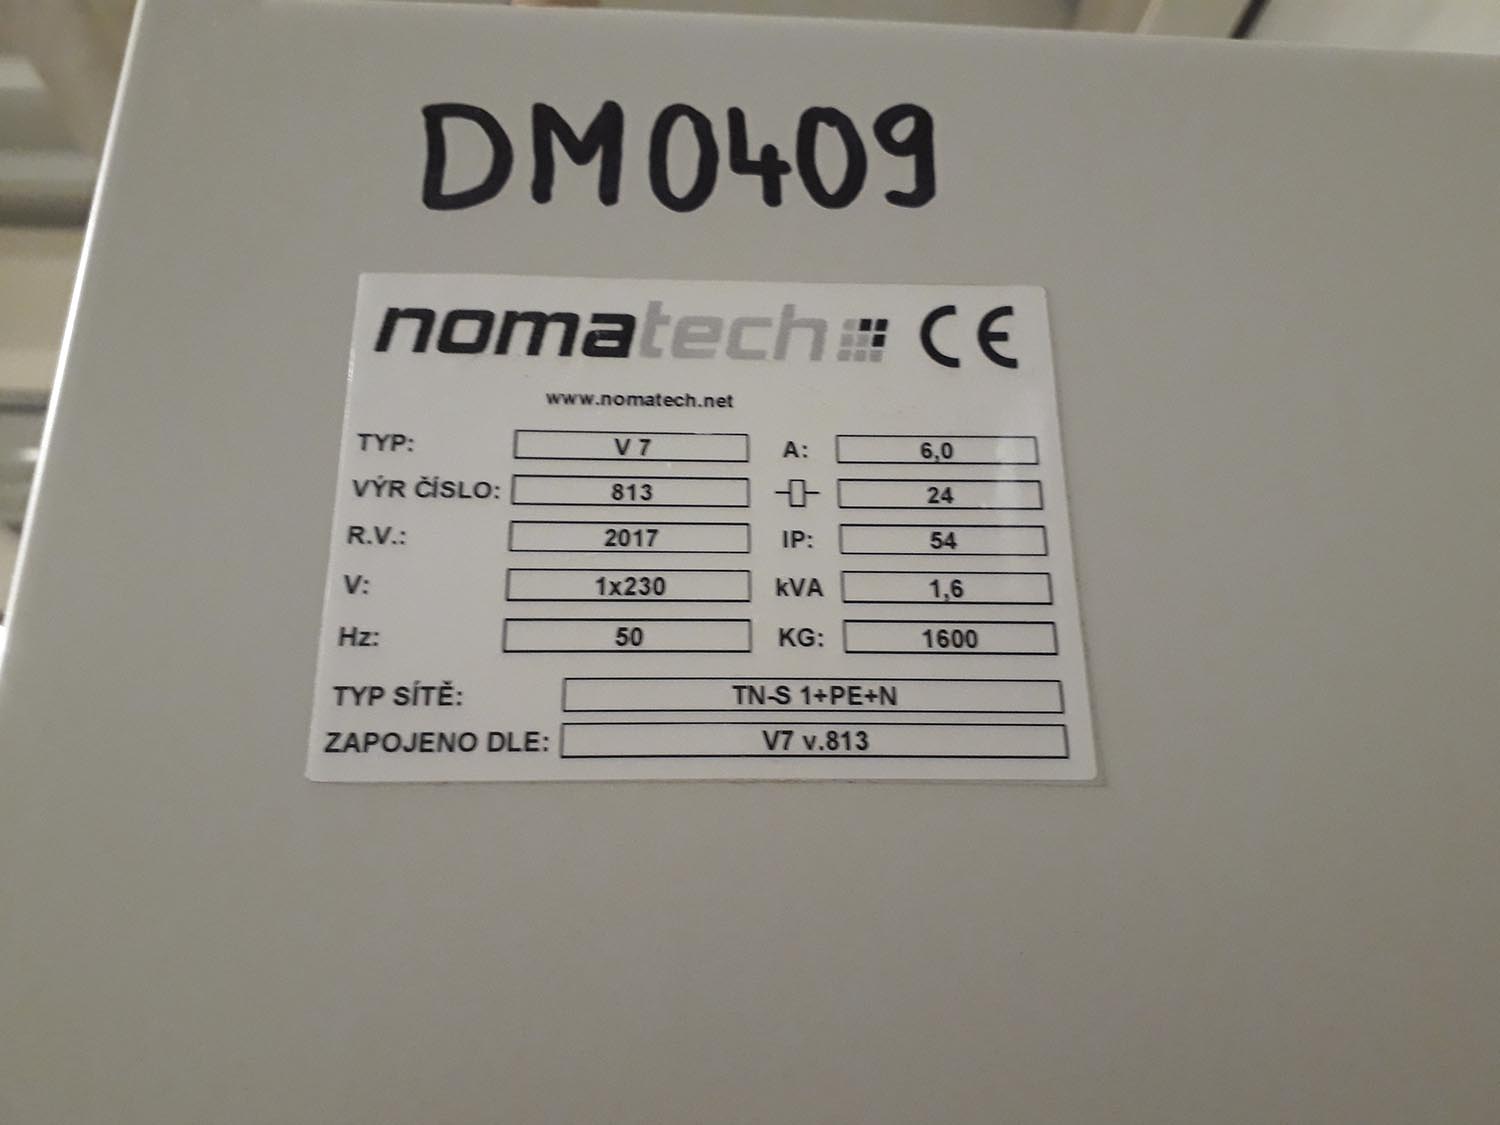 DM0409
nomatech CE
www.nomatech.net
TYP: V 7 A: 6,0
VÝR ČÍSLO: 813 24
R.V.: 2017 IP: 54
V: 1x230 kVA 1,6
Hz: 50 KG: 1600
TYP SÍTĚ: TN-S 1+PE+N
ZAPOJENO DLE: V7 v.813